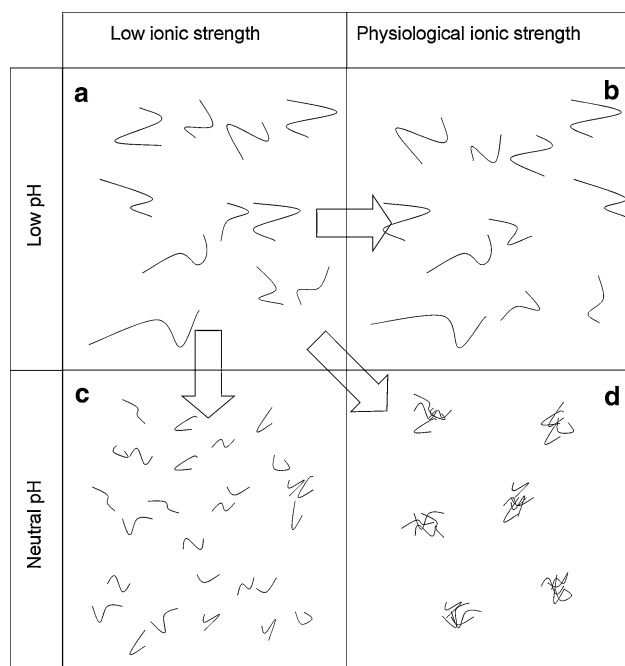 Low ionic strength
Physiological ionic strength
Low pH
a
b
Neutral pH
c
d